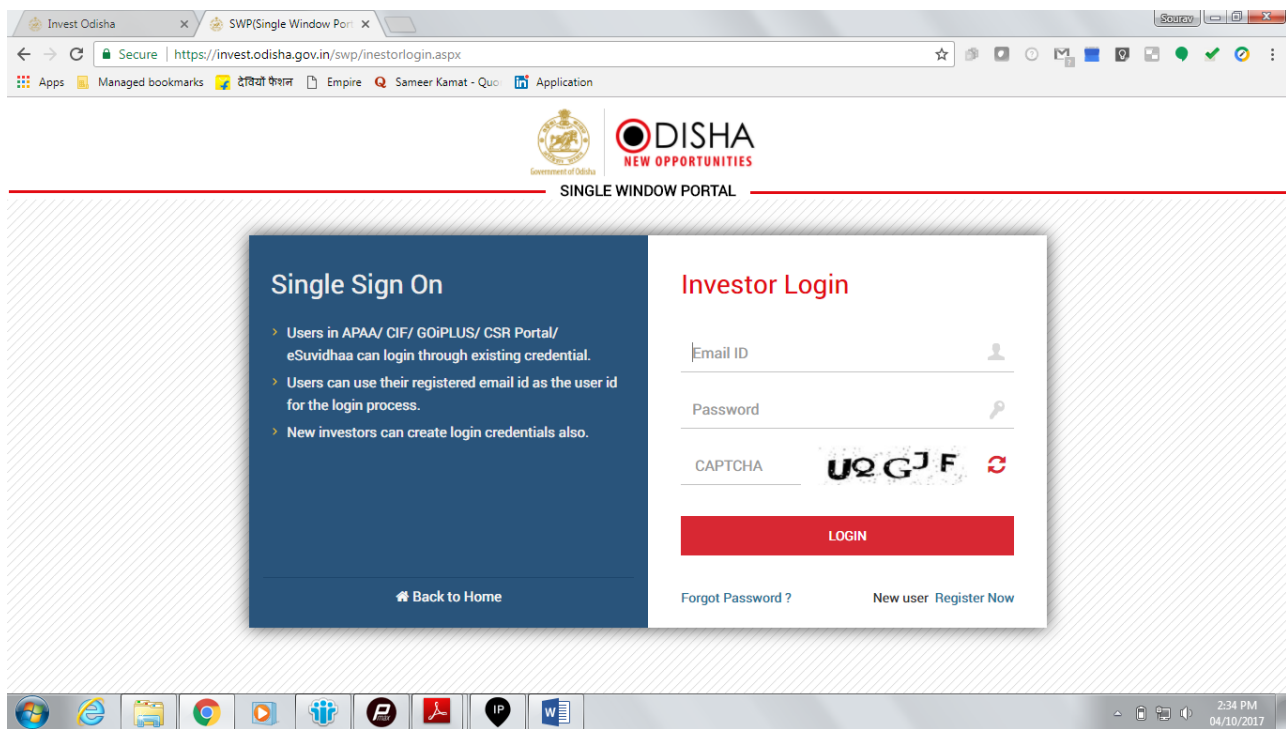 Invest Odisha
SWP(Single Window Port
Sourav
Secure | https://invest.odisha.gov.in/swp/inestorlogin.aspx
Apps Managed bookmarks देवियों फैशन Empire Sameer Kamat - Quo Application
Government of Odisha
ODISHA
NEW OPPORTUNITIES
SINGLE WINDOW PORTAL
Single Sign On
Users in APAA/ CIF/ GOiPLUS/ CSR Portal/
eSuvidhaa can login through existing credential.
Users can use their registered email id as the user id
for the login process.
New investors can create login credentials also.
Back to Home
Investor Login
Email ID
Password
CAPTCHA UQGJF
LOGIN
Forgot Password ? New user Register Now
IP
2:34 PM
04/10/2017